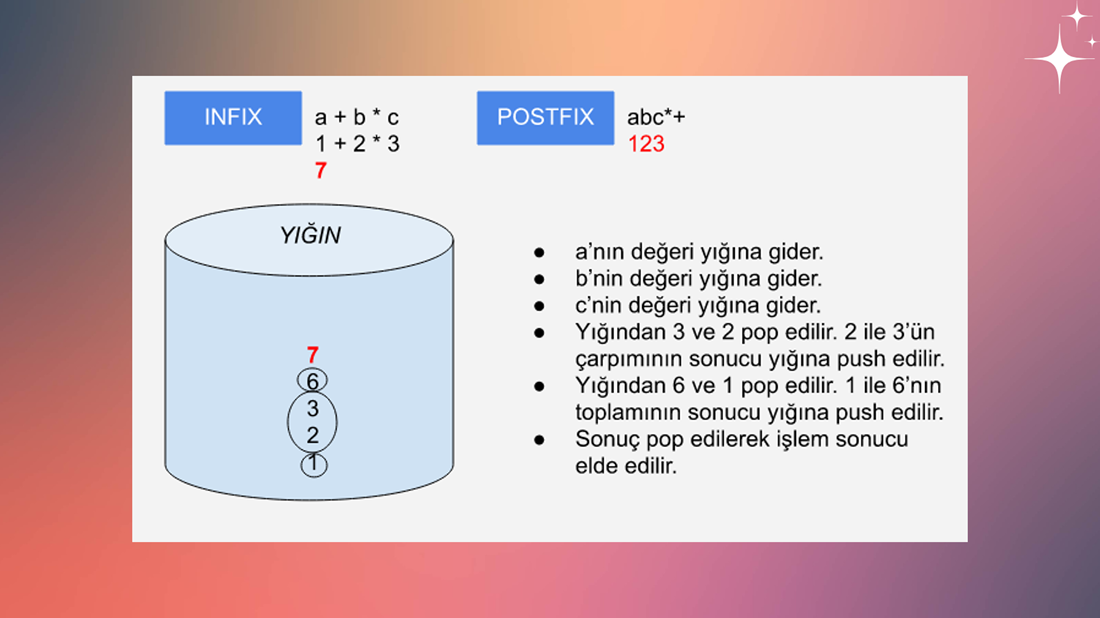 INFIX
a + b * c
1 + 2 * 3
7
POSTFIX
abc*+
123
YIĞIN
7
6
3
2
1
● a’nın değeri yığına gider.
● b’nin değeri yığına gider.
● c’nin değeri yığına gider.
● Yığından 3 ve 2 pop edilir. 2 ile 3’ün
çarpımının sonucu yığına push edilir.
● Yığından 6 ve 1 pop edilir. 1 ile 6’nın
toplamının sonucu yığına push edilir.
● Sonuç pop edilerek işlem sonucu
elde edilir.